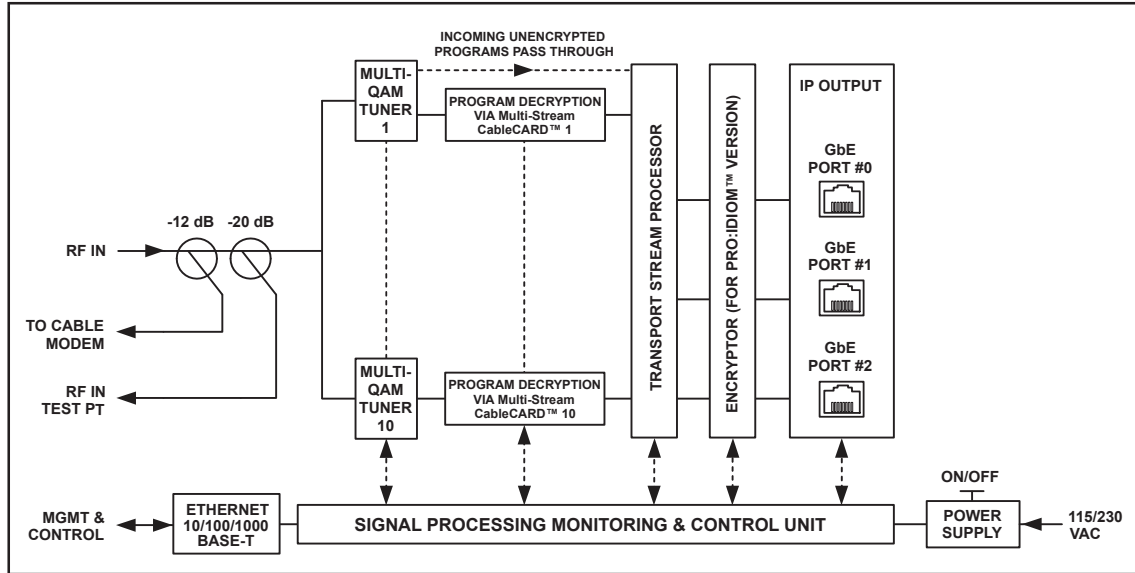 INCOMING UNENCRYPTED
PROGRAMS PASS THROUGH
MULTI-
QAM
TUNER
1
PROGRAM DECRYPTION
VIA Multi-Stream
CableCARD™ 1
TRANSPORT STREAM PROCESSOR
ENCRYPTOR (FOR PRO:IDIOM™ VERSION)
IP OUTPUT
GbE
PORT #0
GbE
PORT #1
GbE
PORT #2
-12 dB
-20 dB
RF IN
TO CABLE
MODEM
RF IN
TEST PT
MULTI-
QAM
TUNER
10
PROGRAM DECRYPTION
VIA Multi-Stream
CableCARD™ 10
MGMT &
CONTROL
ETHERNET
10/100/1000
BASE-T
SIGNAL PROCESSING MONITORING & CONTROL UNIT
ON/OFF
POWER
SUPPLY
115/230
VAC